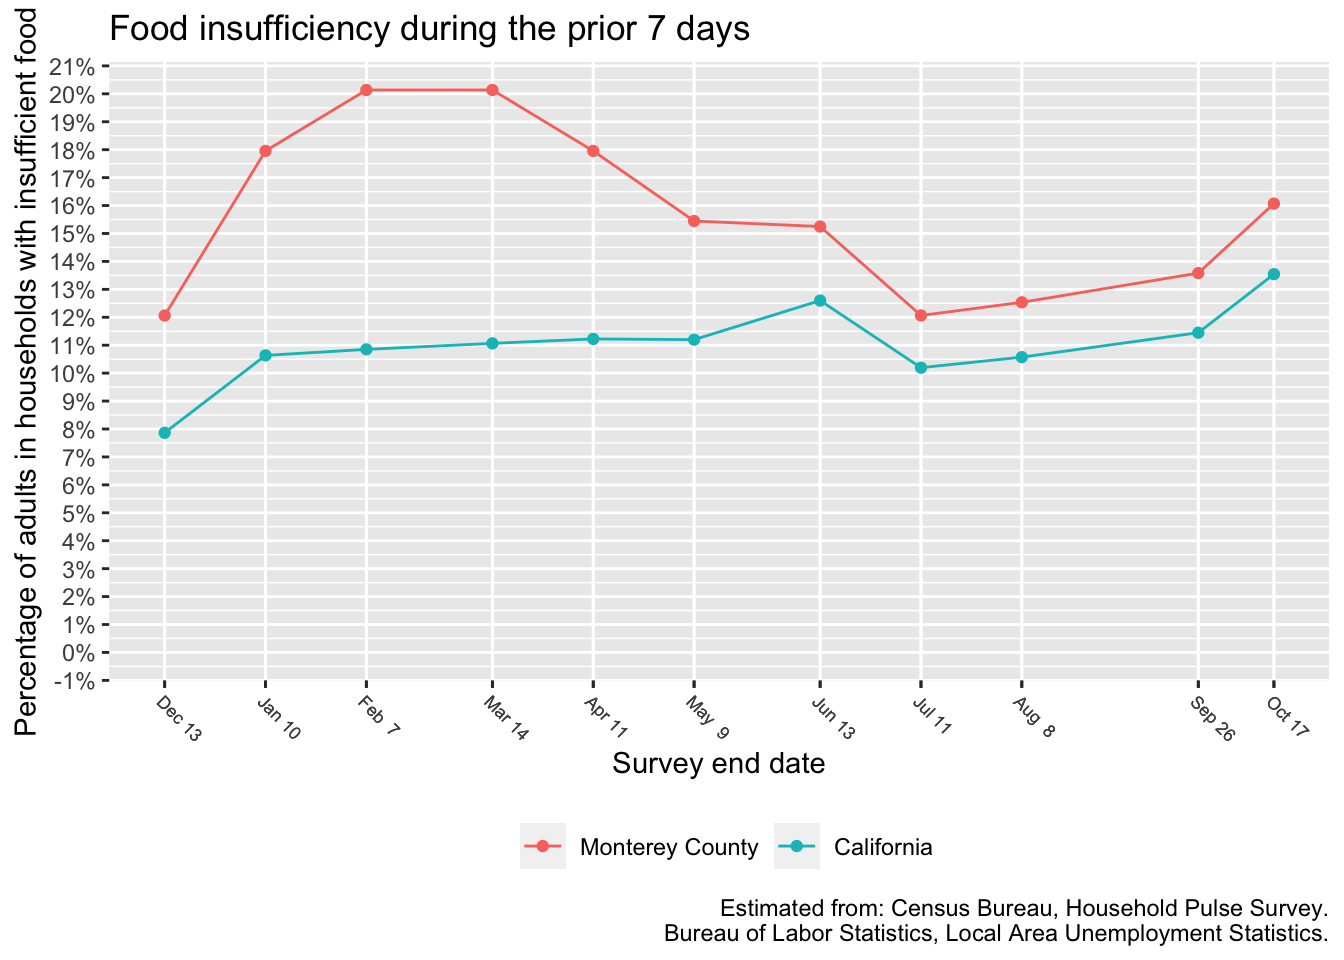 Food insufficiency during the prior 7 days
Percentage of adults in households with insufficient food
21%
20%
19%
18%
17%
16%
15%
14%
13%
12%
11%
10%
9%
8%
7%
6%
5%
4%
3%
2%
1%
0%
-1%
Dec 13
Jan 10
Feb 7
Mar 14
Apr 11
May 9
Jun 13
Jul 11
Aug 8
Sep 26
Oct 17
Survey end date
Monterey County
California
Estimated from: Census Bureau, Household Pulse Survey.
Bureau of Labor Statistics, Local Area Unemployment Statistics.